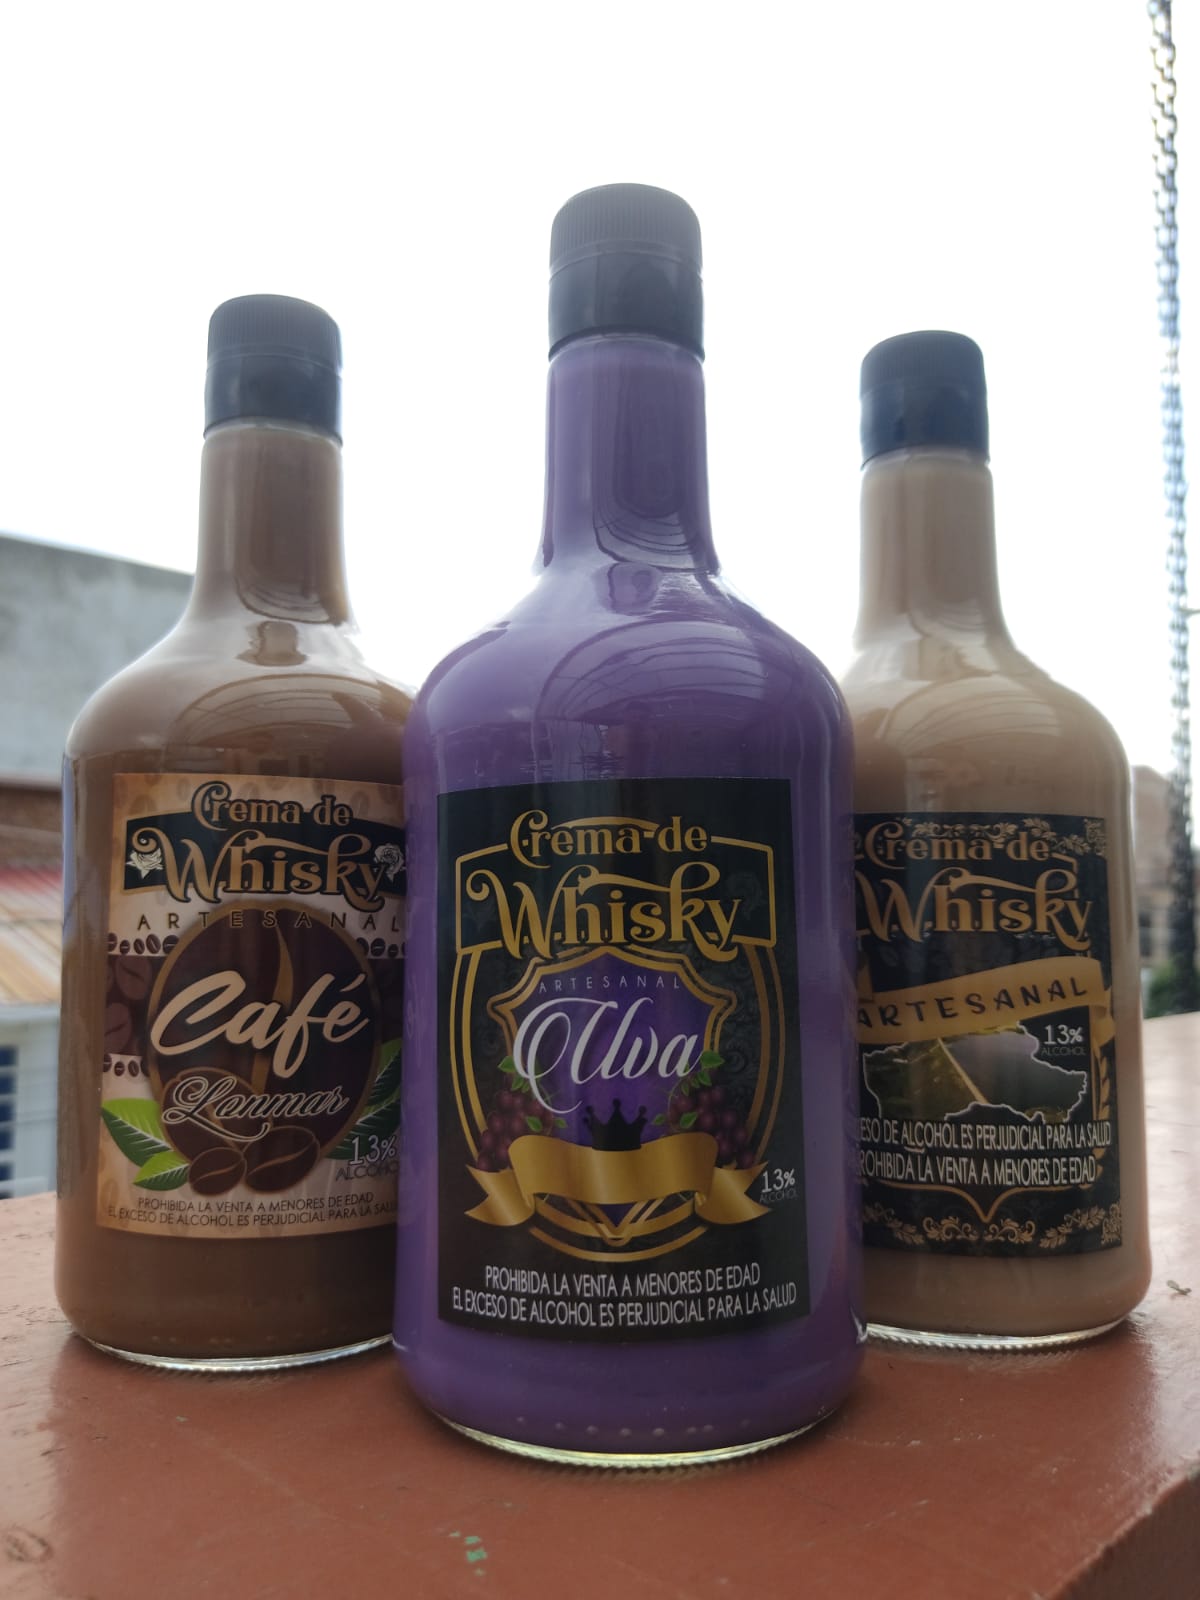 Crema de
Whisky
ARTESANAL
Café
Lonmar
13%
ALCOHOL
PROHIBIDA LA VENTA A MENORES DE EDAD
EL EXCESO DE ALCOHOL ES PERJUDICIAL PARA LA SALUD
Crema de
Whisky
ARTESANAL
Uva
13%
ALCOHOL
PROHIBIDA LA VENTA A MENORES DE EDAD
EL EXCESO DE ALCOHOL ES PERJUDICIAL PARA LA SALUD
Crema de
Whisky
ARTESANAL
13%
ALCOHOL
ESO DE ALCOHOL ES PERJUDICIAL PARA LA SALUD
ROHIBIDA LA VENTA A MENORES DE EDAD